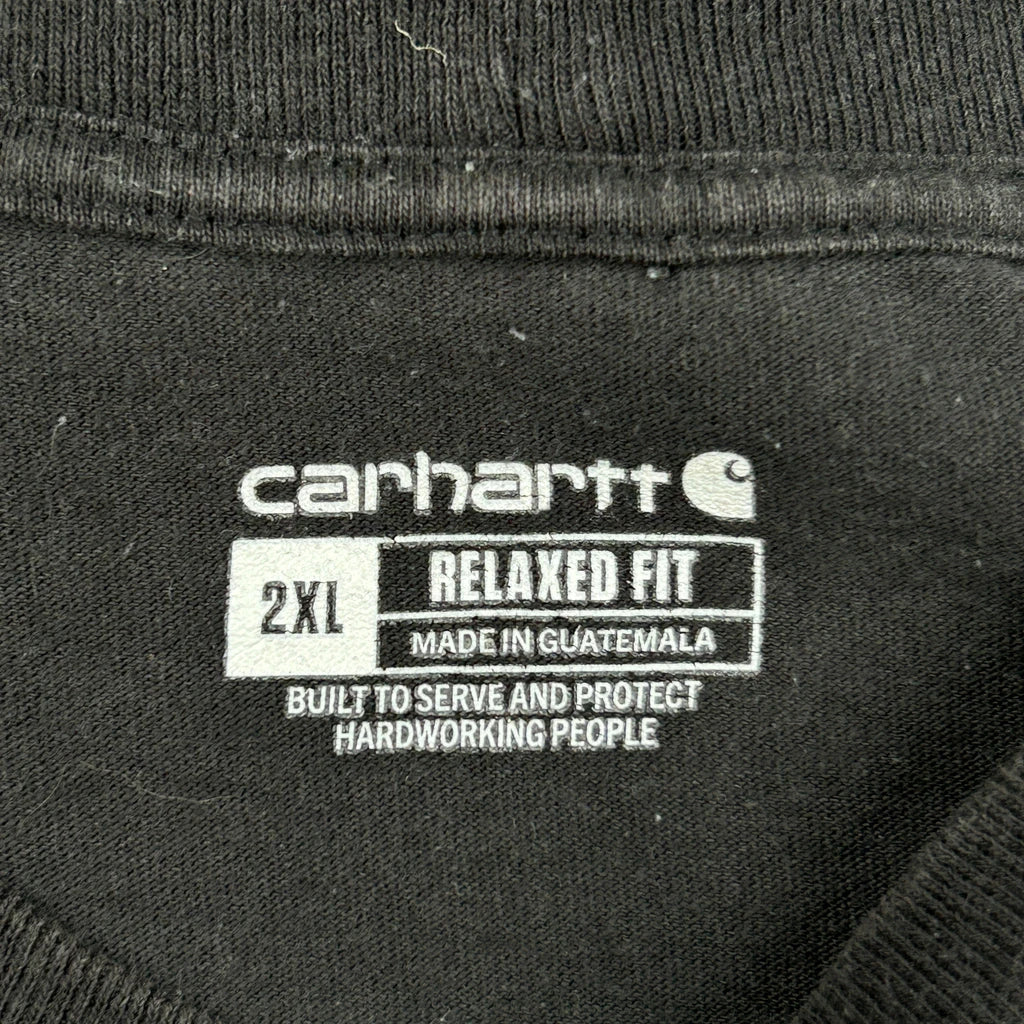 carhartt
2XL
RELAXED FIT
MADE IN GUATEMALA
BUILT TO SERVE AND PROTECT
HARDWORKING PEOPLE